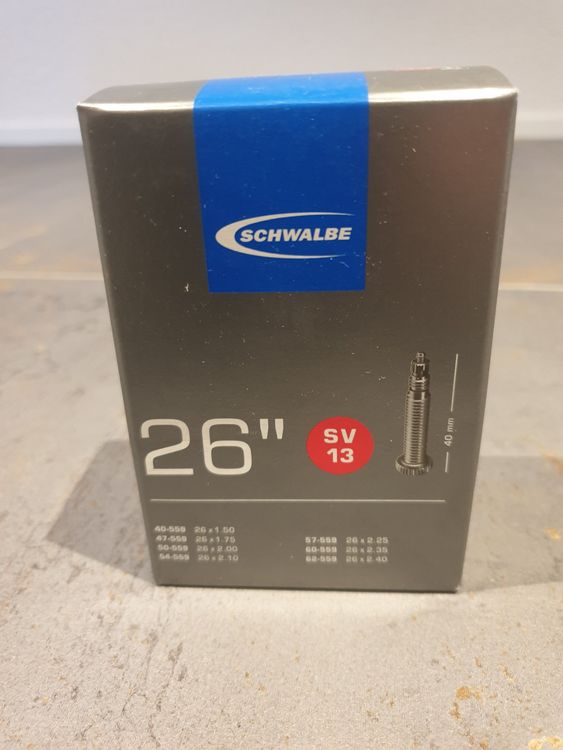 SCHWALBE
26"
SV
13
40 mm
40-559 26 x 1.50
47-559 26 x 1.75
50-559 26 x 2.00
54-559 26 x 2.10
57-559 26 x 2.25
60-559 26 x 2.35
62-559 26 x 2.40